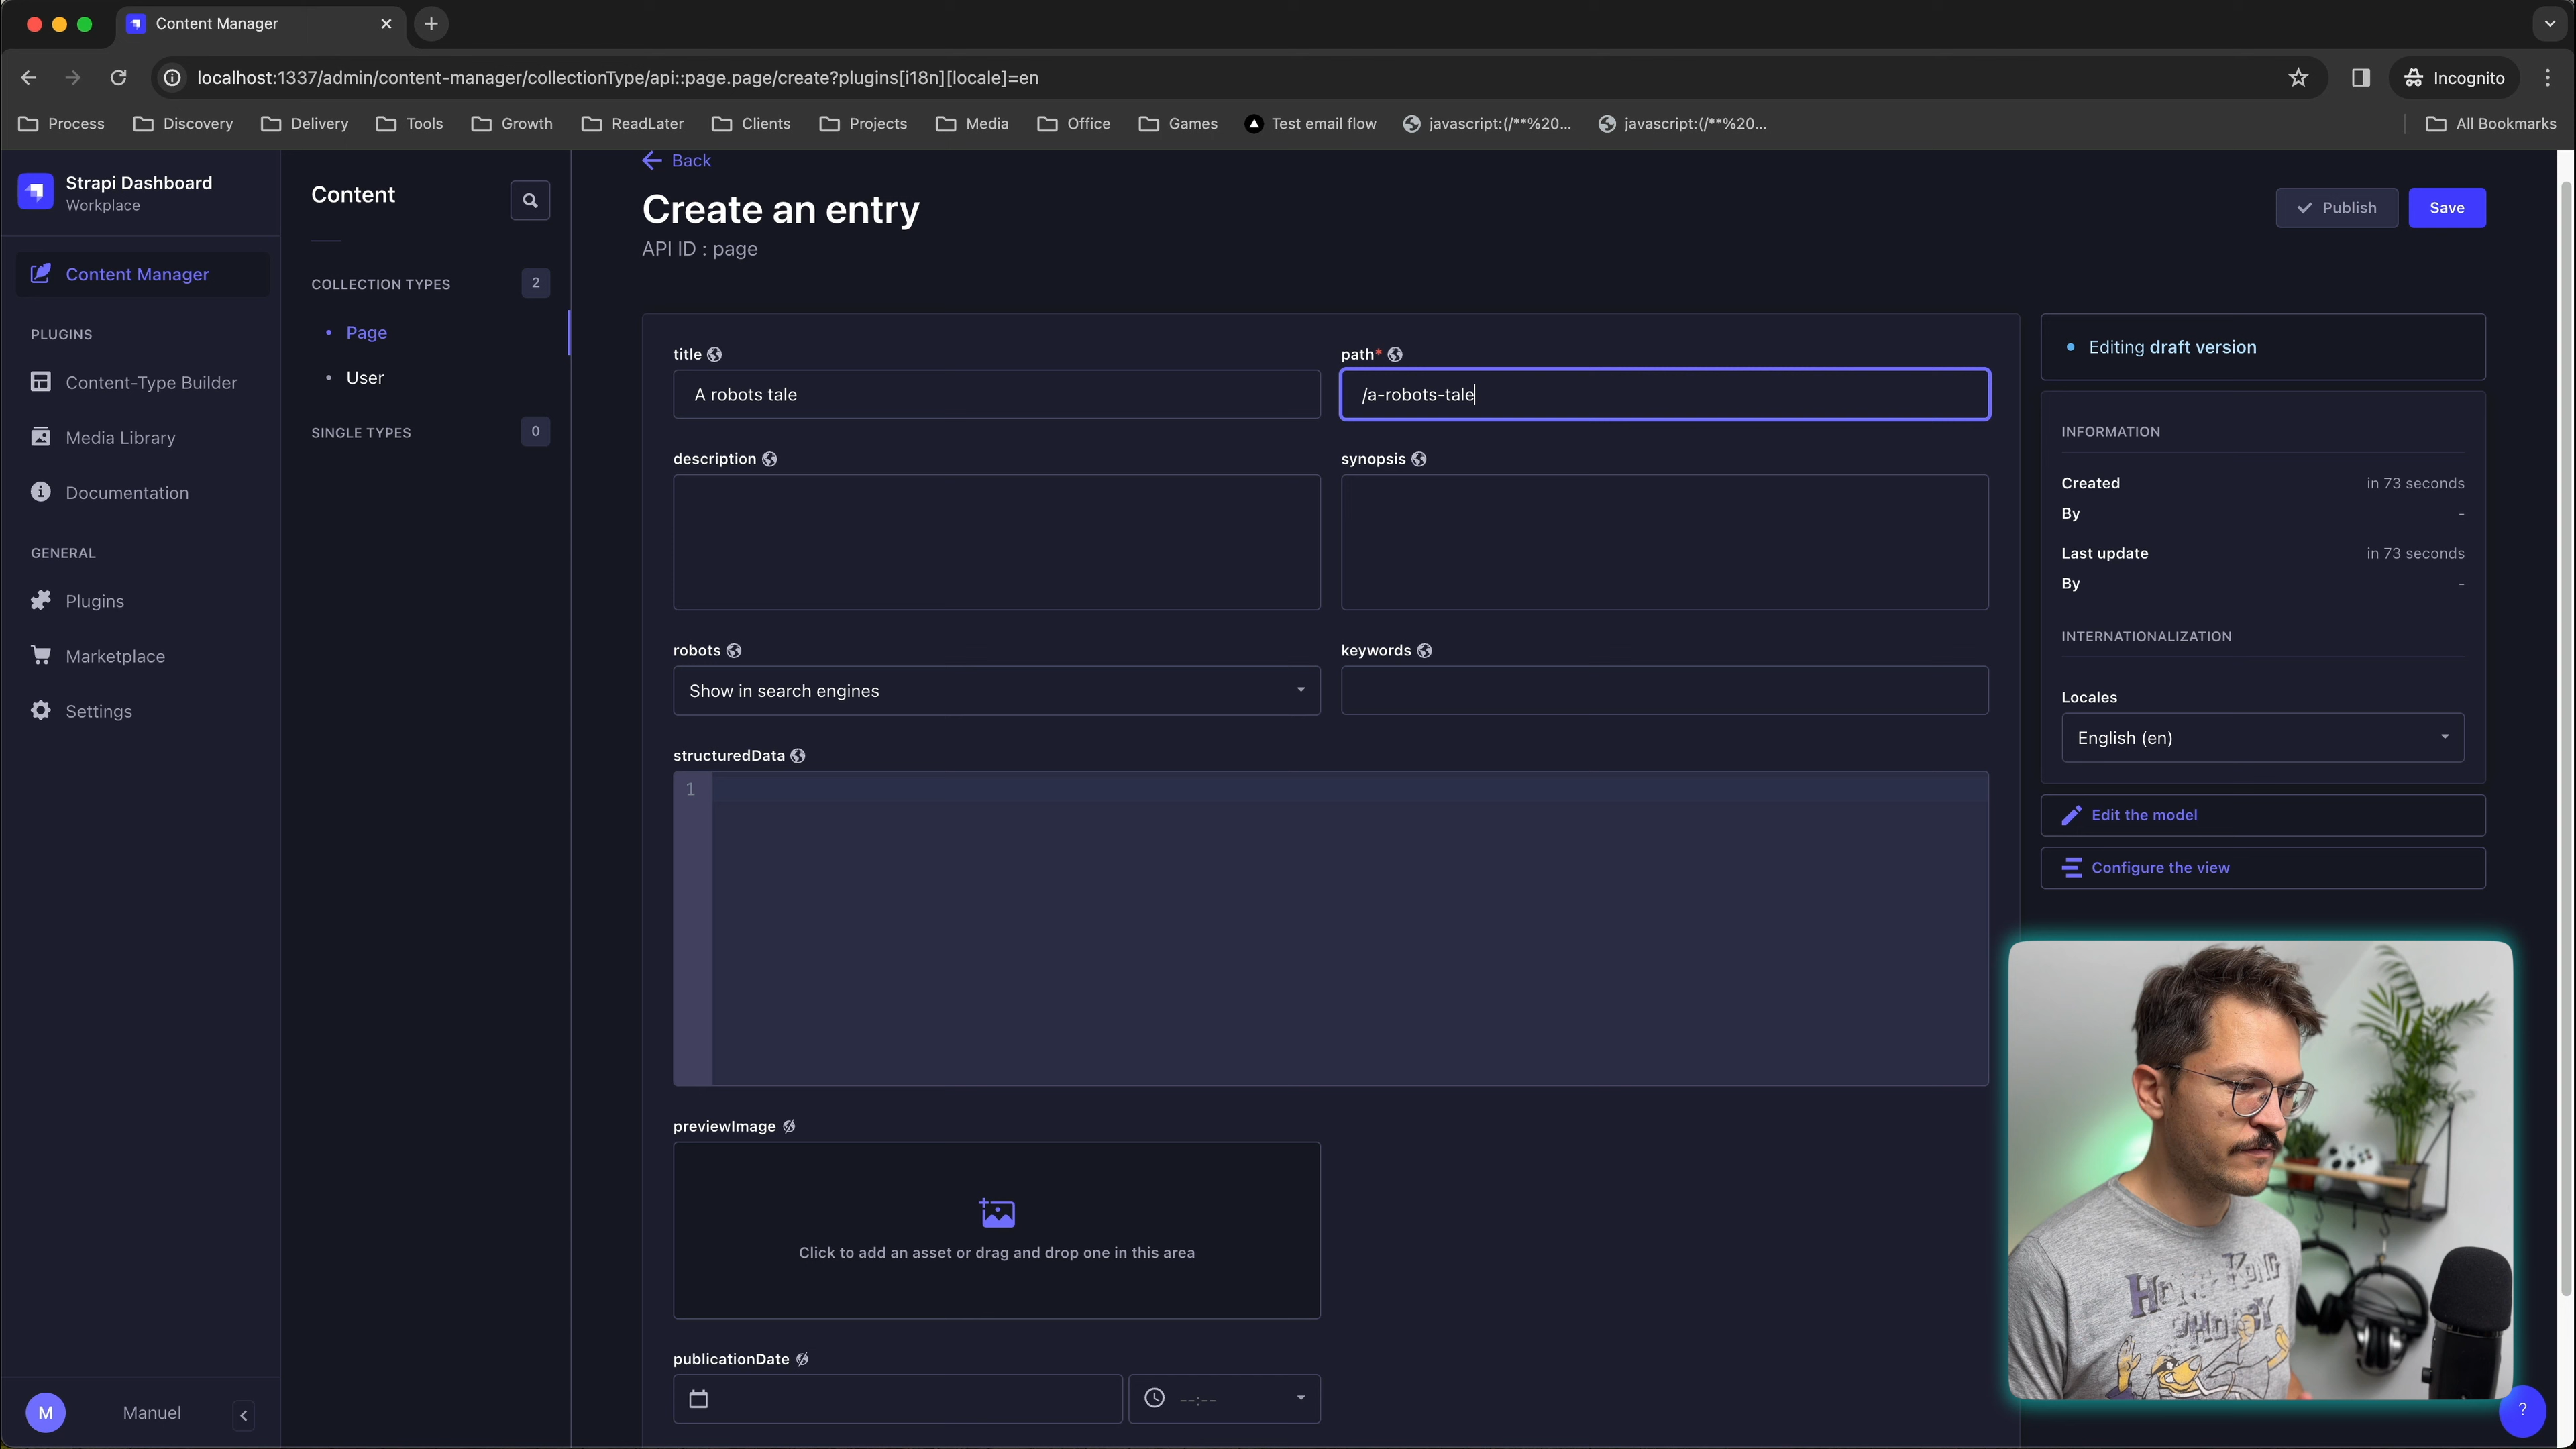 Content Manager
localhost:1337/admin/content-manager/collectionType/api::page.page/create?plugins[i18n][locale]=en
Incognito
Process
Discovery
Delivery
Tools
Growth
ReadLater
Clients
Projects
Media
Office
Games
Test email flow
javascript:(/**%20...
javascript:(/**%20...
All Bookmarks
Strapi Dashboard
Workplace
Content Manager
PLUGINS
Content-Type Builder
Media Library
Documentation
GENERAL
Plugins
Marketplace
Settings
M
Manuel
Content
COLLECTION TYPES
2
Page
User
SINGLE TYPES
0
Back
Create an entry
API ID : page
Publish
Save
title
A robots tale
path*
/a-robots-tale
description
synopsis
robots
Show in search engines
keywords
structuredData
1
previewImage
Click to add an asset or drag and drop one in this area
publicationDate
--:--
Editing draft version
INFORMATION
Created
in 73 seconds
By
-
Last update
in 73 seconds
By
-
INTERNATIONALIZATION
Locales
English (en)
Edit the model
Configure the view
HONG KONG
PHOOEY
?